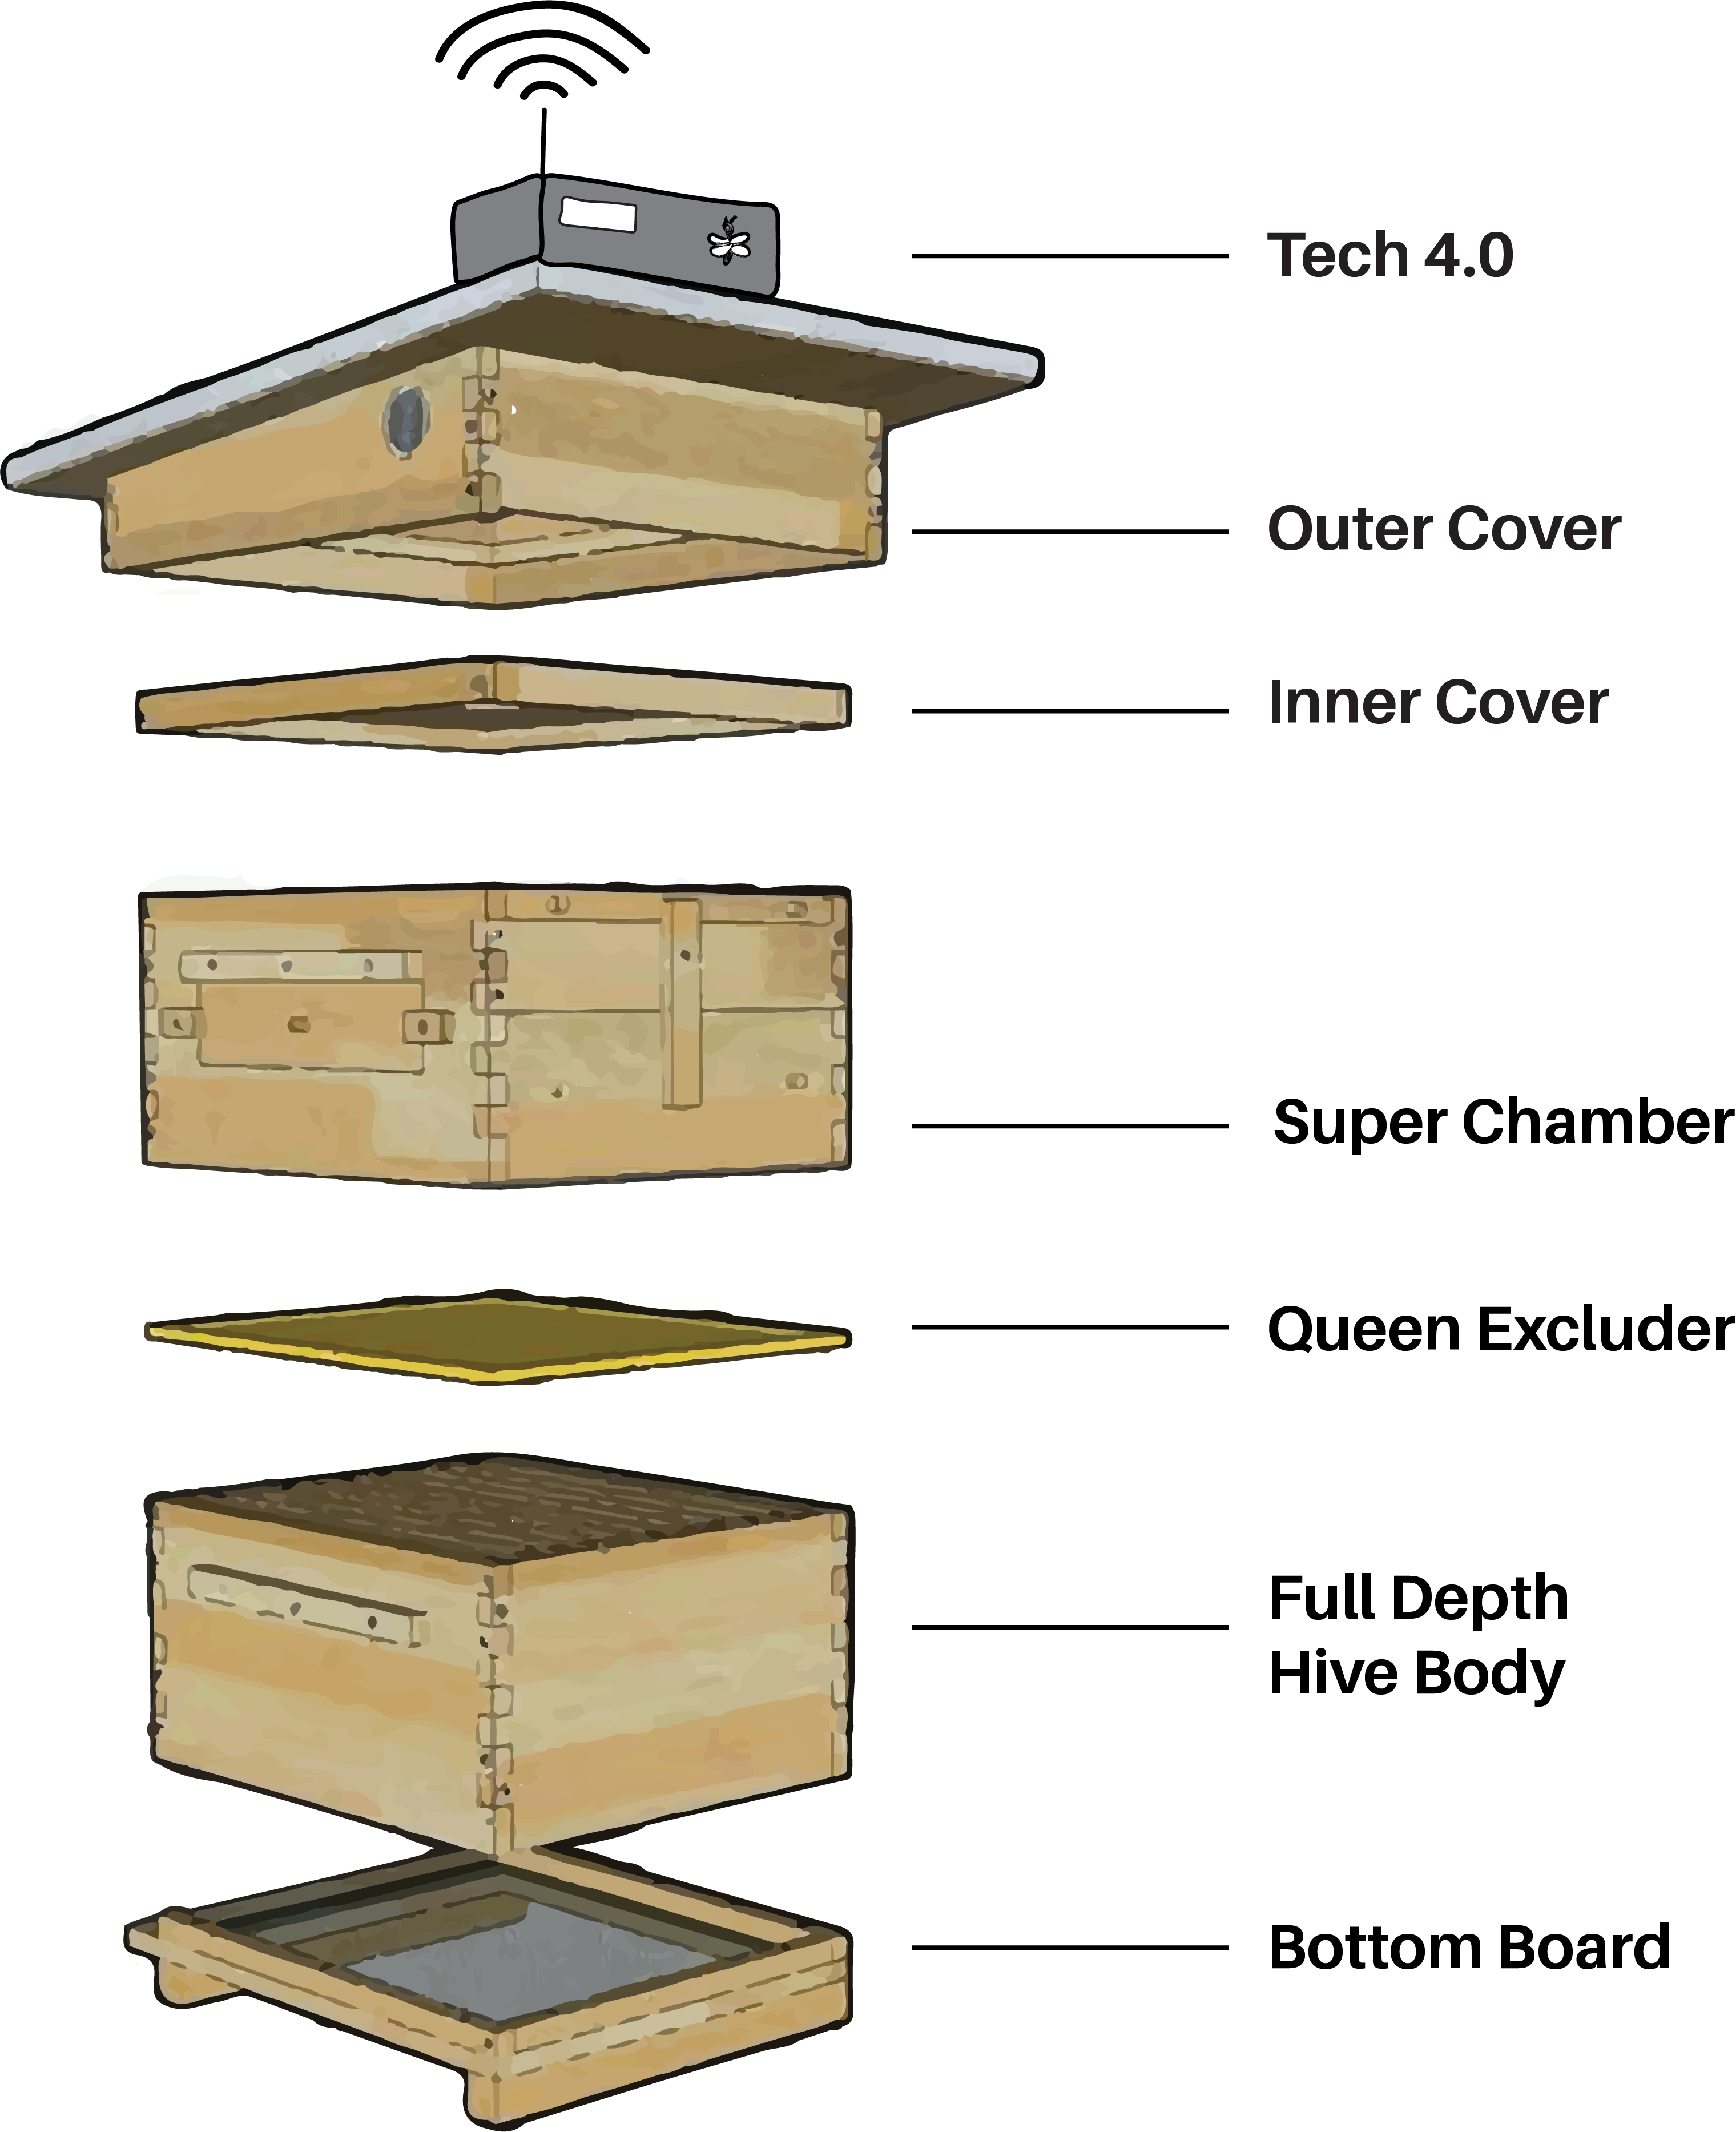 Tech 4.0
Outer Cover
Inner Cover
Super Chamber
Queen Excluder
Full Depth
Hive Body
Bottom Board